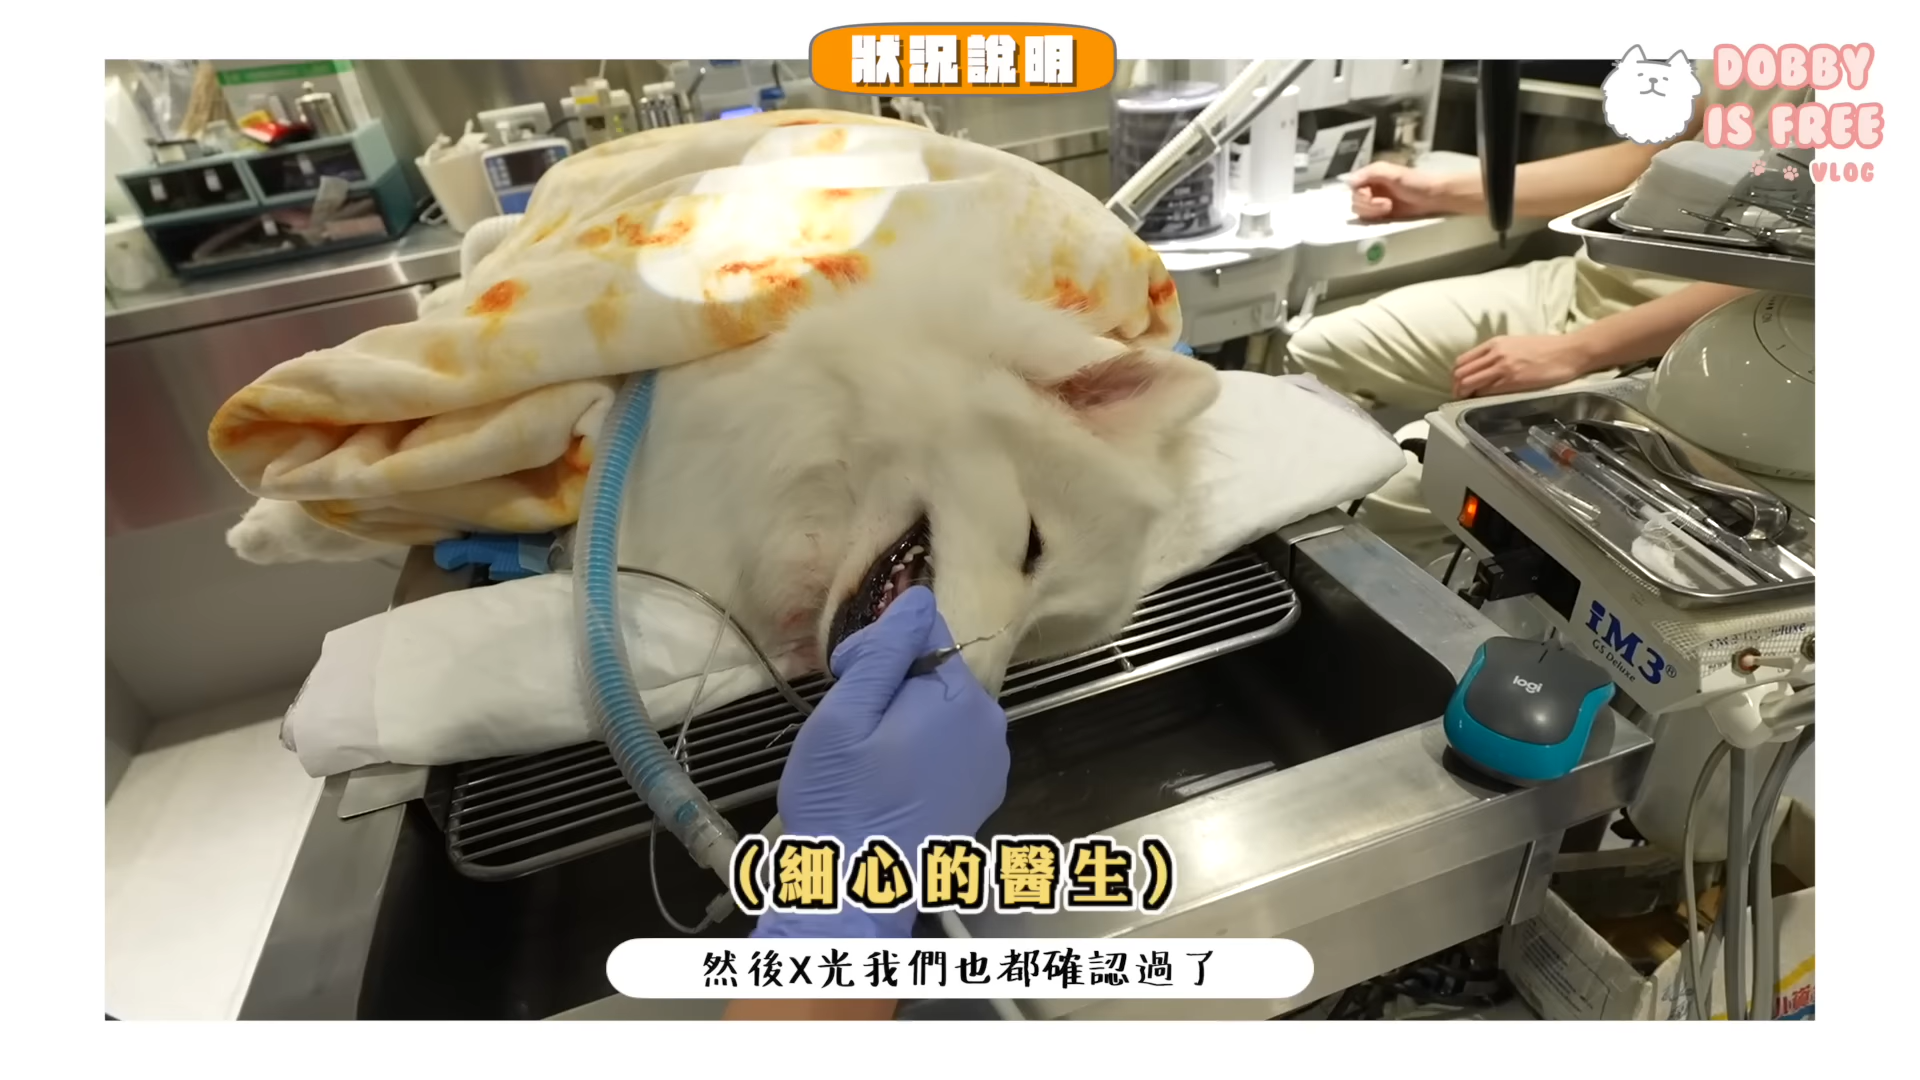 狀況說明
DOBBY
IS FREE
VLOG
iM3®
GS Deluxe
logi
(細心的醫生)
然後X光我們也都確認過了